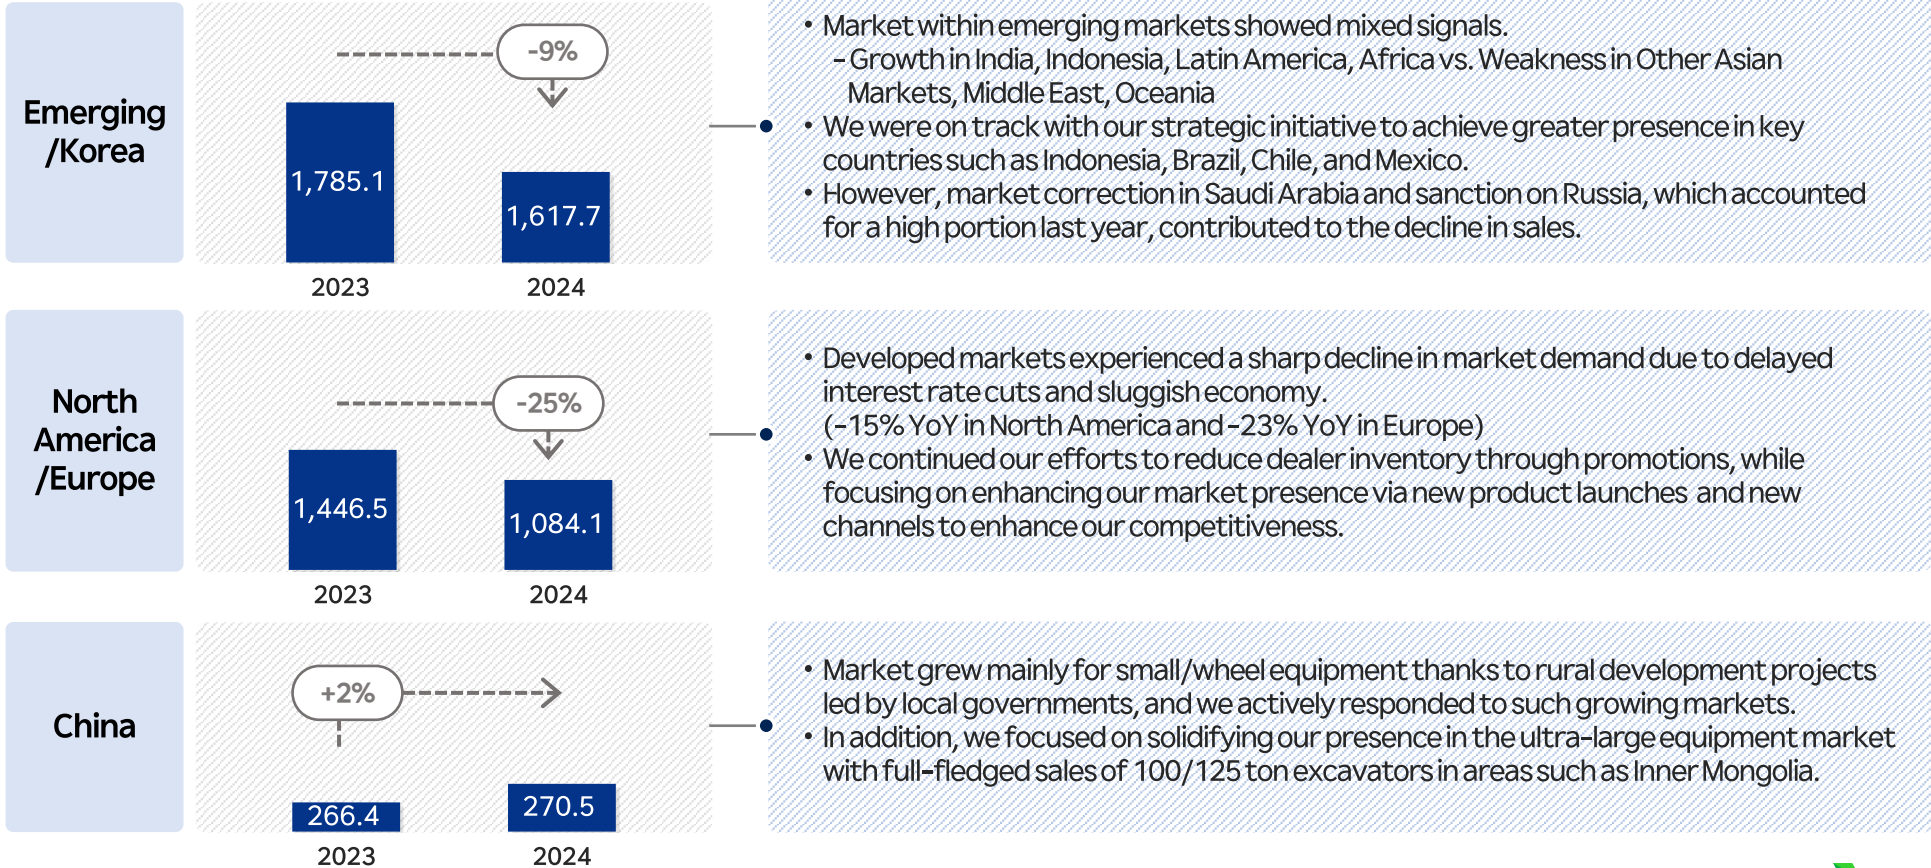 Emerging
/Korea
-9%
1,785.1
1,617.7
2023
2024
• Market within emerging markets showed mixed signals.
- Growth in India, Indonesia, Latin America, Africa vs. Weakness in Other Asian
Markets, Middle East, Oceania
• We were on track with our strategic initiative to achieve greater presence in key
countries such as Indonesia, Brazil, Chile, and Mexico.
• However, market correction in Saudi Arabia and sanction on Russia, which accounted
for a high portion last year, contributed to the decline in sales.
North
America
/Europe
-25%
1,446.5
1,084.1
2023
2024
• Developed markets experienced a sharp decline in market demand due to delayed
interest rate cuts and sluggish economy.
(-15% YoY in North America and -23% YoY in Europe)
• We continued our efforts to reduce dealer inventory through promotions, while
focusing on enhancing our market presence via new product launches and new
channels to enhance our competitiveness.
China
+2%
266.4
270.5
2023
2024
• Market grew mainly for small/wheel equipment thanks to rural development projects
led by local governments, and we actively responded to such growing markets.
• In addition, we focused on solidifying our presence in the ultra-large equipment market
with full-fledged sales of 100/125 ton excavators in areas such as Inner Mongolia.